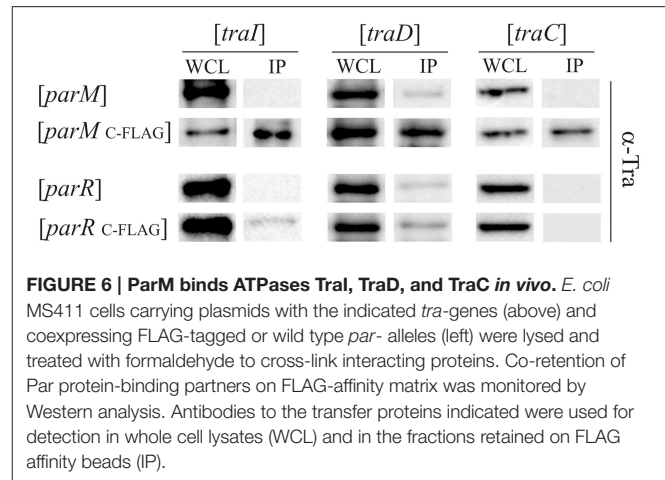 [traI] [traD] [traC]
WCL IP WCL IP WCL IP
[parM]
[parM C-FLAG]
[parR]
[parR C-FLAG]
α-Tra
FIGURE 6 | ParM binds ATPases TraI, TraD, and TraC in vivo. E. coli
MS411 cells carrying plasmids with the indicated tra-genes (above) and
coexpressing FLAG-tagged or wild type par- alleles (left) were lysed and
treated with formaldehyde to cross-link interacting proteins. Co-retention of
Par protein-binding partners on FLAG-affinity matrix was monitored by
Western analysis. Antibodies to the transfer proteins indicated were used for
detection in whole cell lysates (WCL) and in the fractions retained on FLAG
affinity beads (IP).